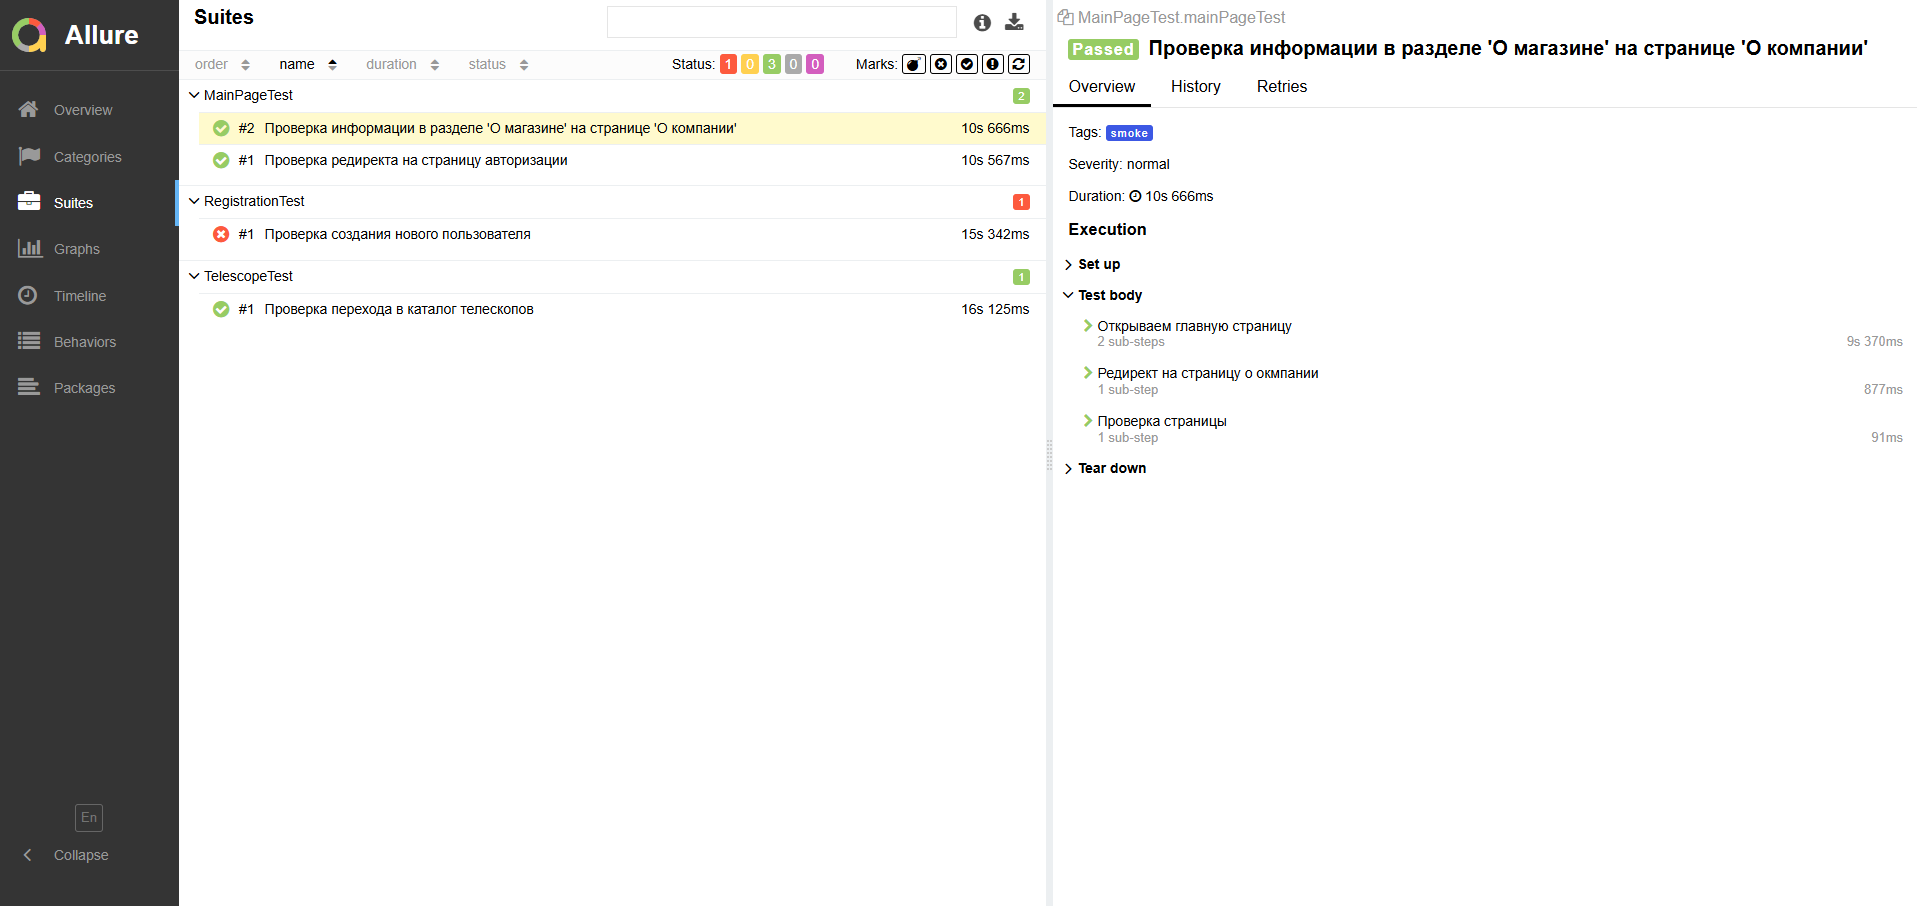 Allure
Overview
Categories
Suites
Graphs
Timeline
Behaviors
Packages
En
Collapse
Suites
order name duration status Status: 1 0 3 0 0 Marks:
MainPageTest 2
#2 Проверка информации в разделе 'О магазине' на странице 'О компании' 10s 666ms
#1 Проверка редиректа на страницу авторизации 10s 567ms
RegistrationTest 1
#1 Проверка создания нового пользователя 15s 342ms
TelescopeTest 1
#1 Проверка перехода в каталог телескопов 16s 125ms
MainPageTest.mainPageTest
Passed Проверка информации в разделе 'О магазине' на странице 'О компании'
Overview History Retries
Tags: smoke
Severity: normal
Duration: 10s 666ms
Execution
Set up
Test body
Открываем главную страницу
2 sub-steps 9s 370ms
Редирект на страницу о окмпании
1 sub-step 877ms
Проверка страницы
1 sub-step 91ms
Tear down